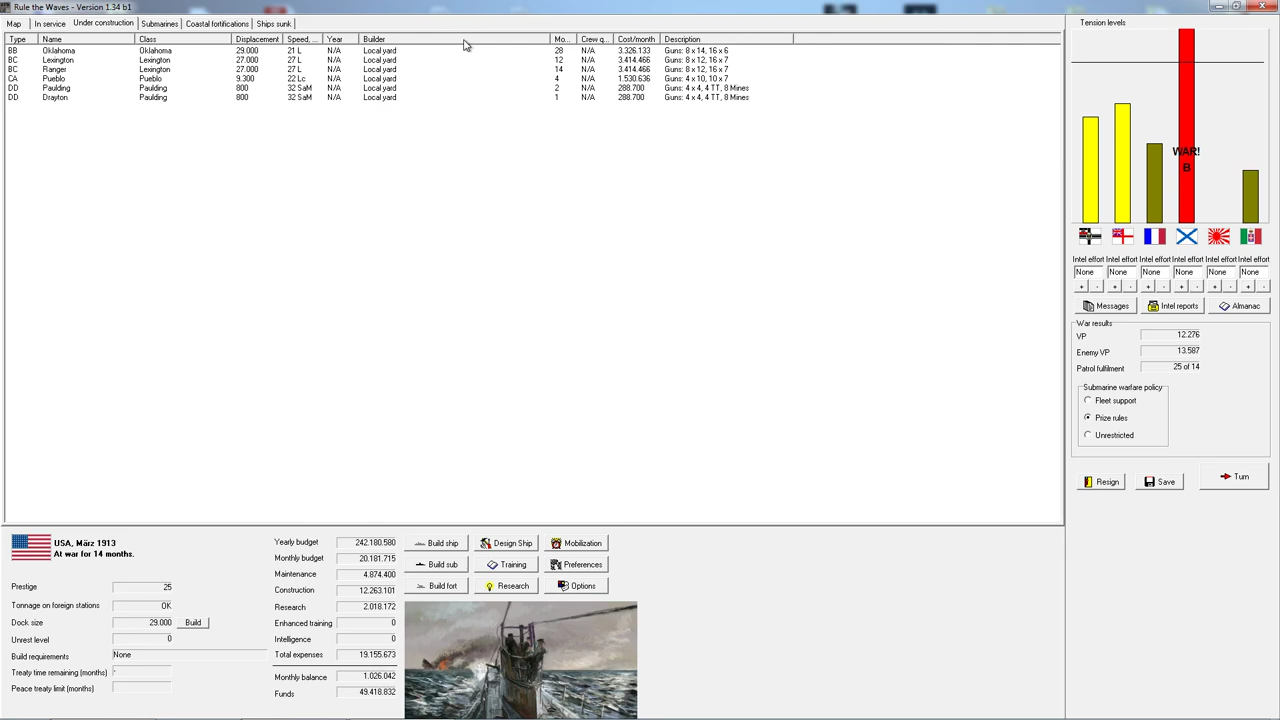 Rule the Waves - Version 1.34 b1
Map In service Under construction Submarines Coastal fortifications Ships sunk
Type Name Class Displacement Speed, ... Year Builder Mo... Crew q... Cost/month Description
BB Oklahoma Oklahoma 29.000 21 L N/A Local yard 28 N/A 3.326.133 Guns: 8 x 14, 16 x 6
BC Lexington Lexington 27.000 27 L N/A Local yard 12 N/A 3.414.466 Guns: 8 x 12, 16 x 7
BC Ranger Lexington 27.000 27 L N/A Local yard 14 N/A 3.414.466 Guns: 8 x 12, 16 x 7
CA Pueblo Pueblo 9.300 22 Lc N/A Local yard 4 N/A 1.530.636 Guns: 4 x 10, 10 x 7
DD Paulding Paulding 800 32 SaM N/A Local yard 2 N/A 288.700 Guns: 4 x 4, 4 TT, 8 Mines
DD Drayton Paulding 800 32 SaM N/A Local yard 1 N/A 288.700 Guns: 4 x 4, 4 TT, 8 Mines
Tension levels
WAR!
B
Intel effort Intel effort Intel effort Intel effort Intel effort Intel effort
None None None None None None
+ - + - + - + - + - + -
Messages Intel reports Almanac
War results
VP 12.276
Enemy VP 13.587
Patrol fulfilment 25 of 14
Submarine warfare policy
Fleet support
Prize rules
Unrestricted
Resign Save Turn
USA, März 1913
At war for 14 months.
Prestige 25
Tonnage on foreign stations OK
Dock size 29.000 Build
Unrest level 0
Build requirements None
Treaty time remaining (months) -
Peace treaty limit (months)
Yearly budget 242.180.580
Monthly budget 20.181.715
Maintenance 4.874.400
Construction 12.263.101
Research 2.018.172
Enhanced training 0
Intelligence 0
Total expenses 19.155.673
Monthly balance 1.026.042
Funds 49.418.832
Build ship Design Ship Mobilization
Build sub Training Preferences
Build fort Research Options